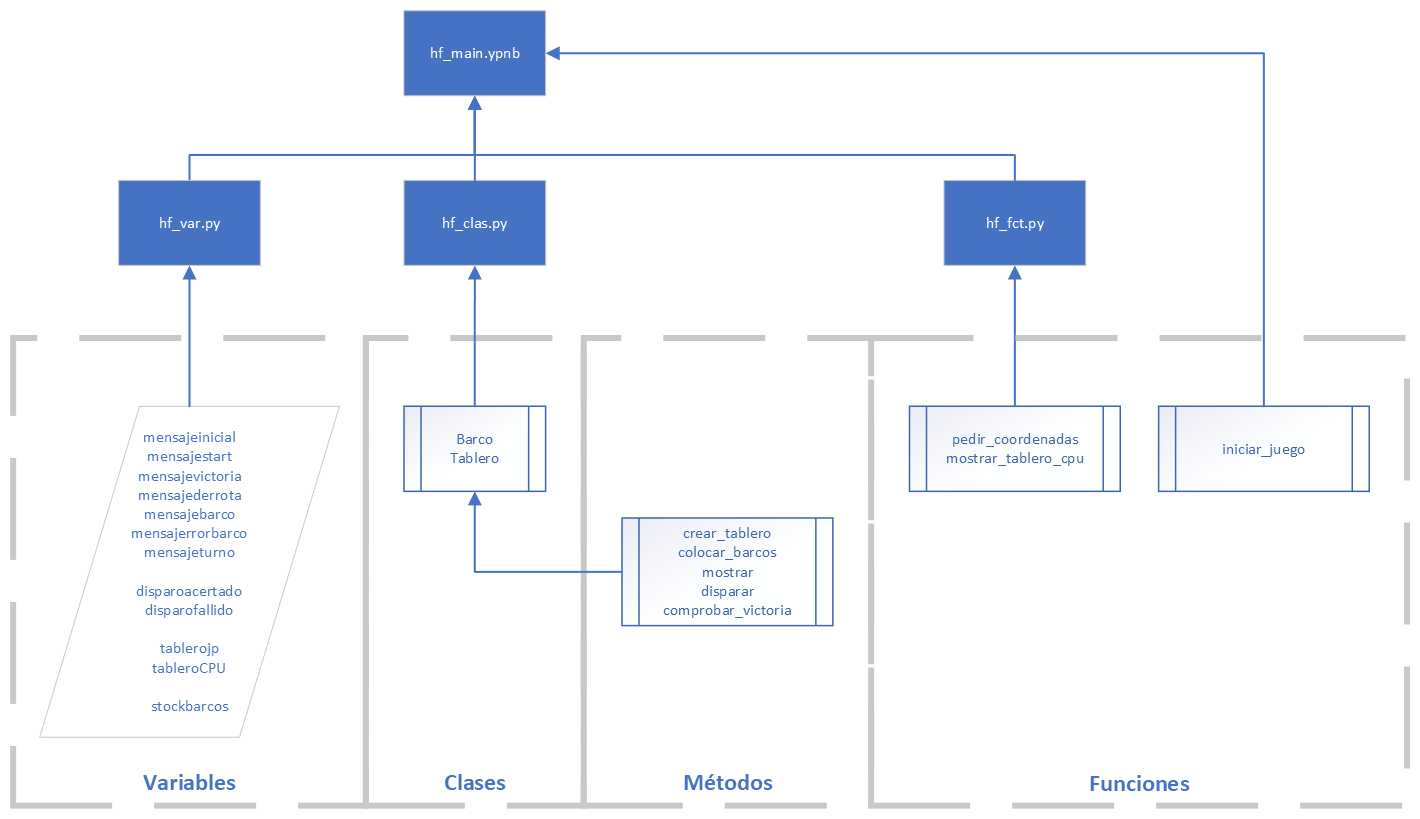 hf_main.ypnb
hf_var.py
hf_clas.py
hf_fct.py
mensajeinicial
mensajestart
mensajevictoria
mensajederrota
mensajebarco
mensajerrorbarco
mensajeturno
disparoacertado
disparofallido
tablerojp
tableroCPU
stockbarcos
Barco
Tablero
crear_tablero
colocar_barcos
mostrar
disparar
comprobar_victoria
pedir_coordenadas
mostrar_tablero_cpu
iniciar_juego
Variables
Clases
Métodos
Funciones